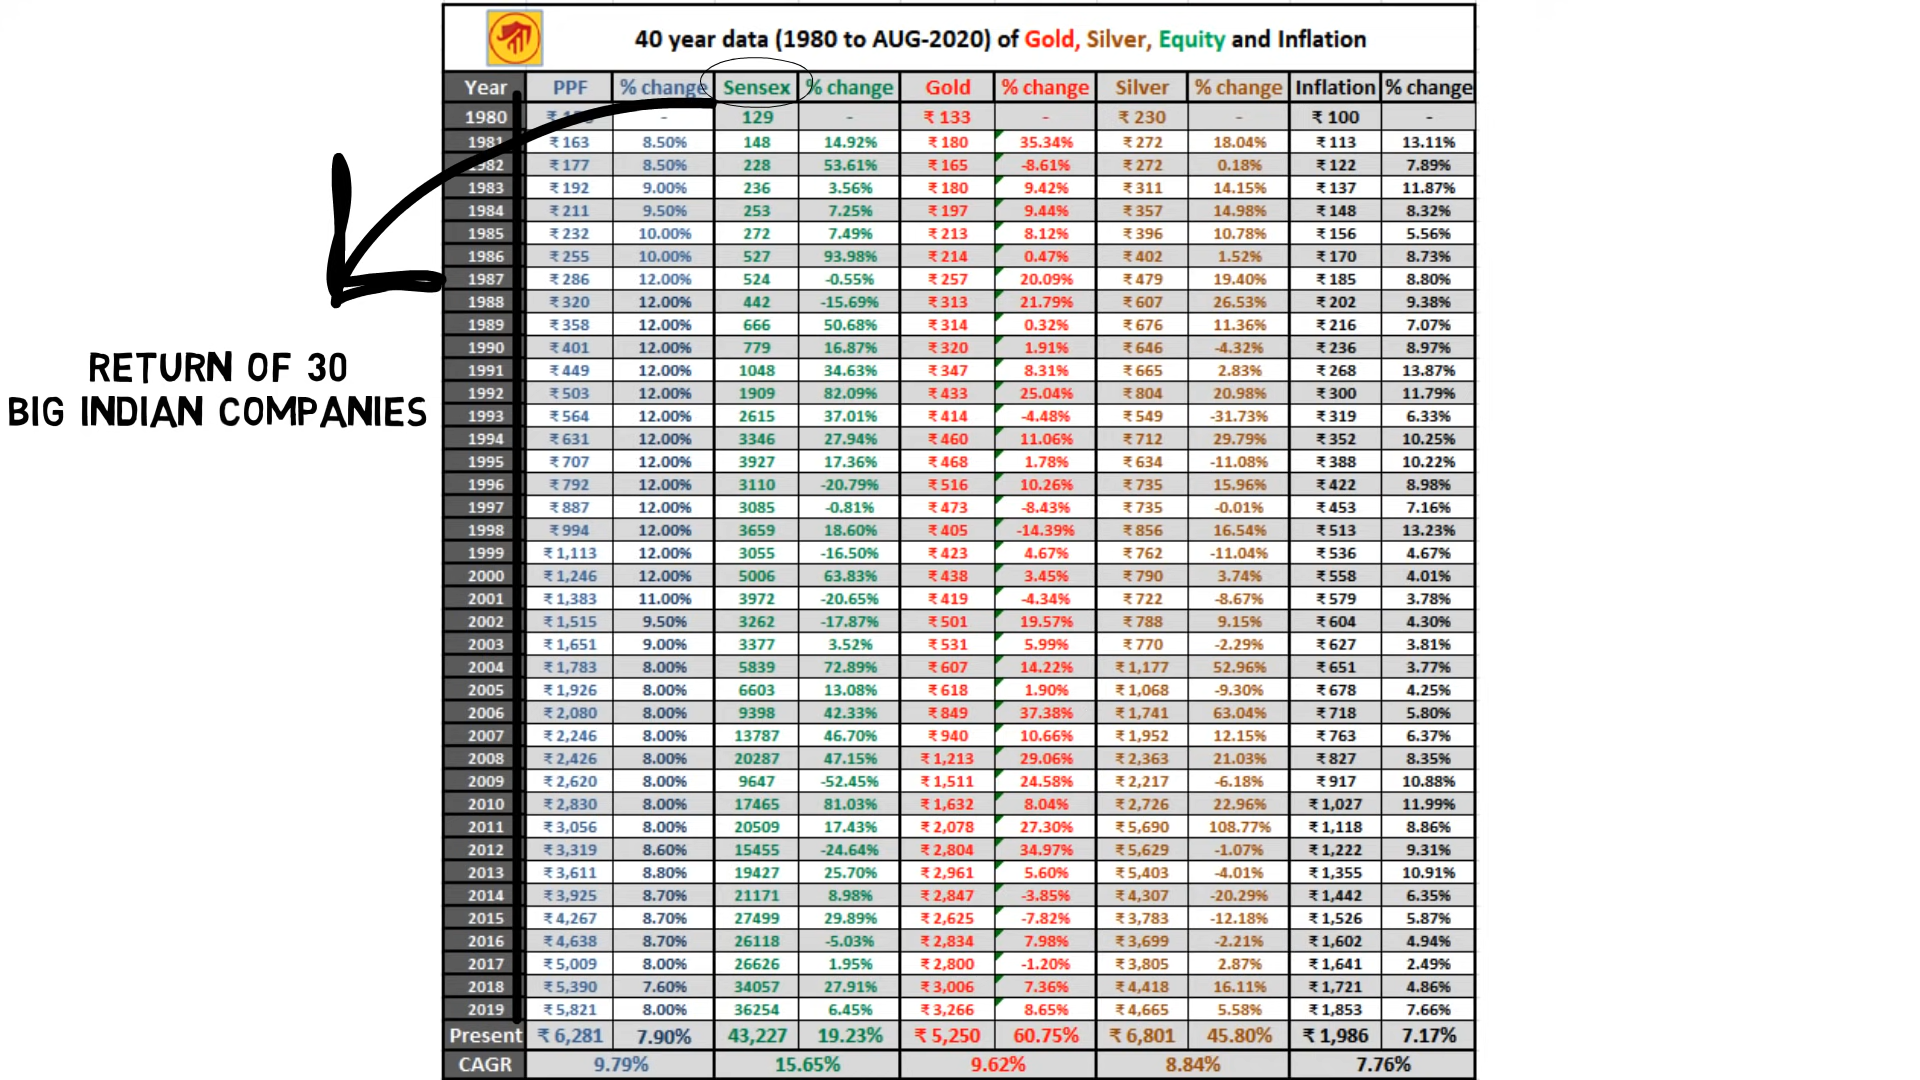 40 year data (1980 to AUG-2020) of Gold, Silver, Equity and Inflation
Year PPF % change Sensex % change Gold % change Silver % change Inflation % change
1980 - 129 - ₹ 133 - ₹ 230 - ₹ 100 -
1981 ₹ 163 8.50% 148 14.92% ₹ 180 35.34% ₹ 272 18.04% ₹ 113 13.11%
1982 ₹ 177 8.50% 228 53.61% ₹ 165 -8.61% ₹ 272 0.18% ₹ 122 7.89%
1983 ₹ 192 9.00% 236 3.56% ₹ 180 9.42% ₹ 311 14.15% ₹ 137 11.87%
1984 ₹ 211 9.50% 253 7.25% ₹ 197 9.44% ₹ 357 14.98% ₹ 148 8.32%
1985 ₹ 232 10.00% 272 7.49% ₹ 213 8.12% ₹ 396 10.78% ₹ 156 5.56%
1986 ₹ 255 10.00% 527 93.98% ₹ 214 0.47% ₹ 402 1.52% ₹ 170 8.73%
1987 ₹ 286 12.00% 524 -0.55% ₹ 257 20.09% ₹ 479 19.40% ₹ 185 8.80%
1988 ₹ 320 12.00% 442 -15.69% ₹ 313 21.79% ₹ 607 26.53% ₹ 202 9.38%
1989 ₹ 358 12.00% 666 50.68% ₹ 314 0.32% ₹ 676 11.36% ₹ 216 7.07%
1990 ₹ 401 12.00% 779 16.87% ₹ 320 1.91% ₹ 646 -4.32% ₹ 236 8.97%
1991 ₹ 449 12.00% 1048 34.63% ₹ 347 8.31% ₹ 665 2.83% ₹ 268 13.87%
1992 ₹ 503 12.00% 1909 82.09% ₹ 433 25.04% ₹ 804 20.98% ₹ 300 11.79%
1993 ₹ 564 12.00% 2615 37.01% ₹ 414 -4.48% ₹ 549 -31.73% ₹ 319 6.33%
1994 ₹ 631 12.00% 3346 27.94% ₹ 460 11.06% ₹ 712 29.79% ₹ 352 10.25%
1995 ₹ 707 12.00% 3927 17.36% ₹ 468 1.78% ₹ 634 -11.08% ₹ 388 10.22%
1996 ₹ 792 12.00% 3110 -20.79% ₹ 516 10.26% ₹ 735 15.96% ₹ 422 8.98%
1997 ₹ 887 12.00% 3085 -0.81% ₹ 473 -8.43% ₹ 735 -0.01% ₹ 453 7.16%
1998 ₹ 994 12.00% 3659 18.60% ₹ 405 -14.39% ₹ 856 16.54% ₹ 513 13.23%
1999 ₹ 1,113 12.00% 3055 -16.50% ₹ 423 4.67% ₹ 762 -11.04% ₹ 536 4.67%
2000 ₹ 1,246 12.00% 5006 63.83% ₹ 438 3.45% ₹ 790 3.74% ₹ 558 4.01%
2001 ₹ 1,383 11.00% 3972 -20.65% ₹ 419 -4.34% ₹ 722 -8.67% ₹ 579 3.78%
2002 ₹ 1,515 9.50% 3262 -17.87% ₹ 501 19.57% ₹ 788 9.15% ₹ 604 4.30%
2003 ₹ 1,651 9.00% 3377 3.52% ₹ 531 5.99% ₹ 770 -2.29% ₹ 627 3.81%
2004 ₹ 1,783 8.00% 5839 72.89% ₹ 607 14.22% ₹ 1,177 52.96% ₹ 651 3.77%
2005 ₹ 1,926 8.00% 6603 13.08% ₹ 618 1.90% ₹ 1,068 -9.30% ₹ 678 4.25%
2006 ₹ 2,080 8.00% 9398 42.33% ₹ 849 37.38% ₹ 1,741 63.04% ₹ 718 5.80%
2007 ₹ 2,246 8.00% 13787 46.70% ₹ 940 10.66% ₹ 1,952 12.15% ₹ 763 6.37%
2008 ₹ 2,426 8.00% 20287 47.15% ₹ 1,213 29.06% ₹ 2,363 21.03% ₹ 827 8.35%
2009 ₹ 2,620 8.00% 9647 -52.45% ₹ 1,511 24.58% ₹ 2,217 -6.18% ₹ 917 10.88%
2010 ₹ 2,830 8.00% 17465 81.03% ₹ 1,632 8.04% ₹ 2,726 22.96% ₹ 1,027 11.99%
2011 ₹ 3,056 8.00% 20509 17.43% ₹ 2,078 27.30% ₹ 5,690 108.77% ₹ 1,118 8.86%
2012 ₹ 3,319 8.60% 15455 -24.64% ₹ 2,804 34.97% ₹ 5,629 -1.07% ₹ 1,222 9.31%
2013 ₹ 3,611 8.80% 19427 25.70% ₹ 2,961 5.60% ₹ 5,403 -4.01% ₹ 1,355 10.91%
2014 ₹ 3,925 8.70% 21171 8.98% ₹ 2,847 -3.85% ₹ 4,307 -20.29% ₹ 1,442 6.35%
2015 ₹ 4,267 8.70% 27499 29.89% ₹ 2,625 -7.82% ₹ 3,783 -12.18% ₹ 1,526 5.87%
2016 ₹ 4,638 8.70% 26118 -5.03% ₹ 2,834 7.98% ₹ 3,699 -2.21% ₹ 1,602 4.94%
2017 ₹ 5,009 8.00% 26626 1.95% ₹ 2,800 -1.20% ₹ 3,805 2.87% ₹ 1,641 2.49%
2018 ₹ 5,390 7.60% 34057 27.91% ₹ 3,006 7.36% ₹ 4,418 16.11% ₹ 1,721 4.86%
2019 ₹ 5,821 8.00% 36254 6.45% ₹ 3,266 8.65% ₹ 4,665 5.58% ₹ 1,853 7.66%
Present ₹ 6,281 7.90% 43,227 19.23% ₹ 5,250 60.75% ₹ 6,801 45.80% ₹ 1,986 7.17%
CAGR 9.79% 15.65% 9.62% 8.84% 7.76%
RETURN OF 30
BIG INDIAN COMPANIES